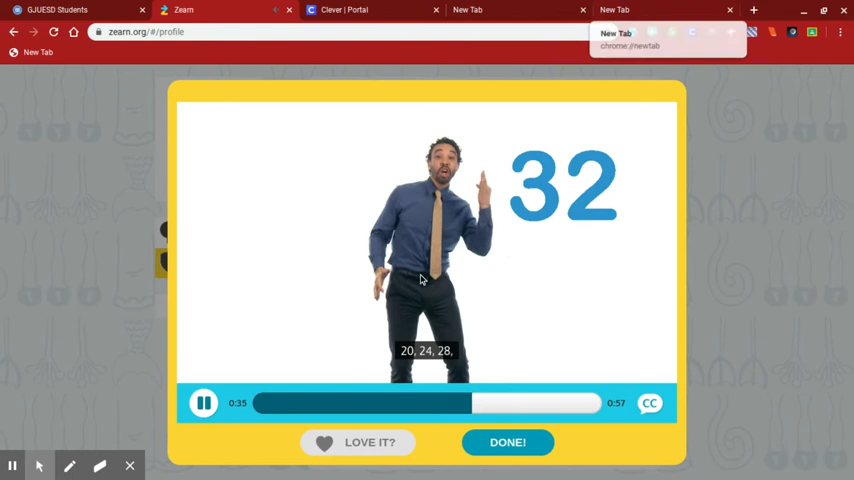 GJUESD Students
Zearn
Clever | Portal
New Tab
New Tab
zearn.org/#/profile
New Tab
chrome://newtab
New Tab
32
20, 24, 28,
0:35
0:57
CC
LOVE IT?
DONE!